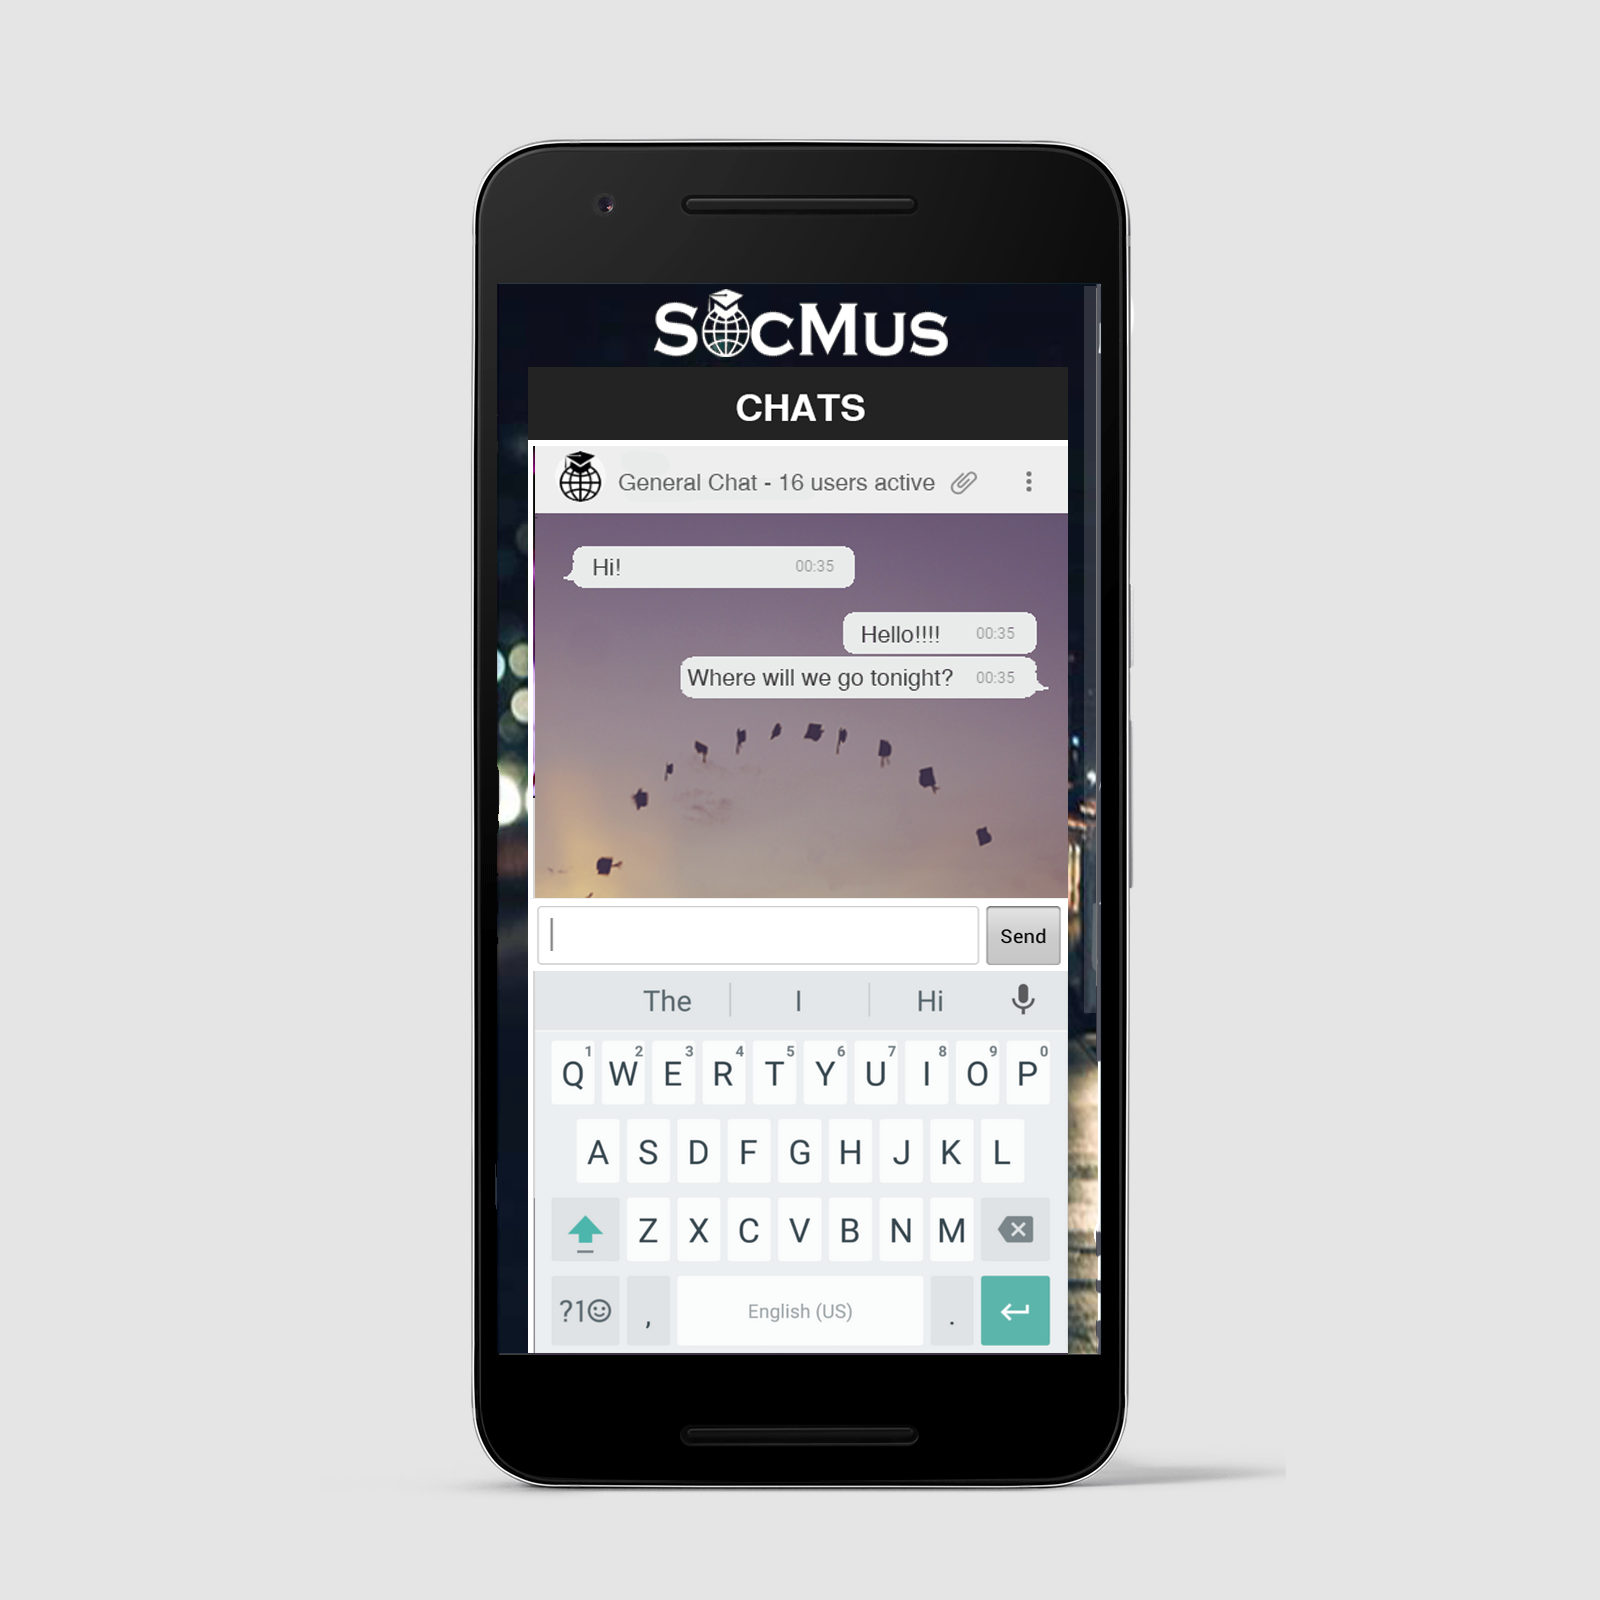 SocMus
CHATS
General Chat - 16 users active
Hi! 00:35
Hello!!!! 00:35
Where will we go tonight? 00:35
Send
The I Hi
1 2 3 4 5 6 7 8 9 0
Q W E R T Y U I O P
A S D F G H J K L
Z X C V B N M
?1☺ , English (US) .